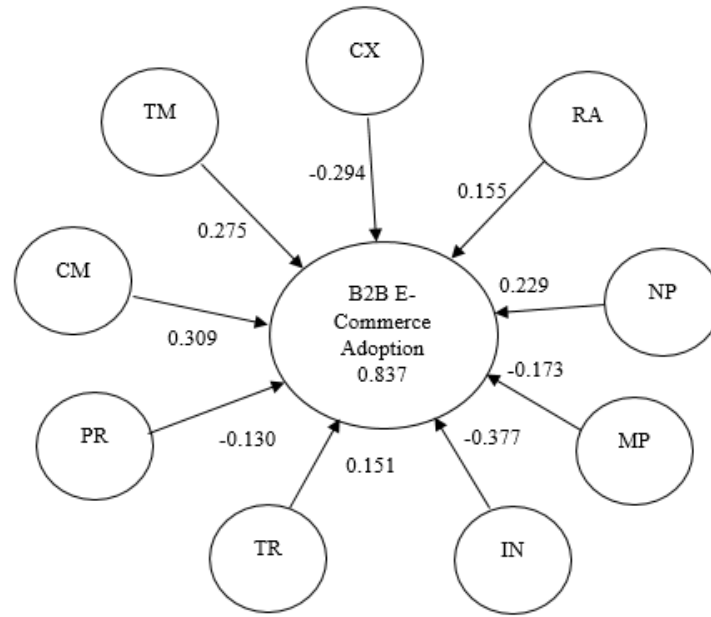 CX
TM
RA
-0.294
0.155
0.275
CM
B2B E-
Commerce
Adoption
0.837
0.229
NP
0.309
-0.173
PR
-0.130
0.151
-0.377
MP
TR
IN